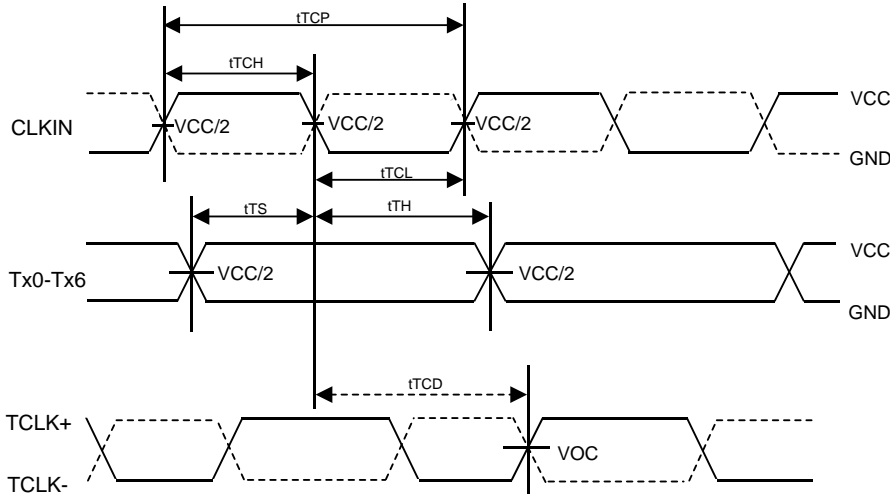 tTCP
tTCH
VCC
CLKIN
VCC/2
VCC/2
VCC/2
GND
tTCL
tTS
tTH
VCC
Tx0-Tx6
VCC/2
VCC/2
GND
tTCD
TCLK+
VOC
TCLK-